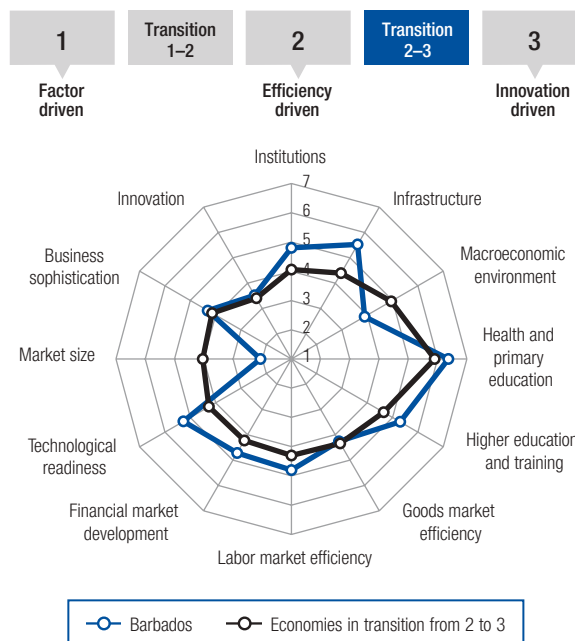 1
Transition
1–2
2
Transition
2–3
3
Factor
driven
Efficiency
driven
Innovation
driven
Institutions
7
6
5
4
3
2
1
Infrastructure
Macroeconomic
environment
Health and
primary
education
Higher education
and training
Goods market
efficiency
Labor market efficiency
Financial market
development
Technological
readiness
Market size
Business
sophistication
Innovation
Barbados
Economies in transition from 2 to 3